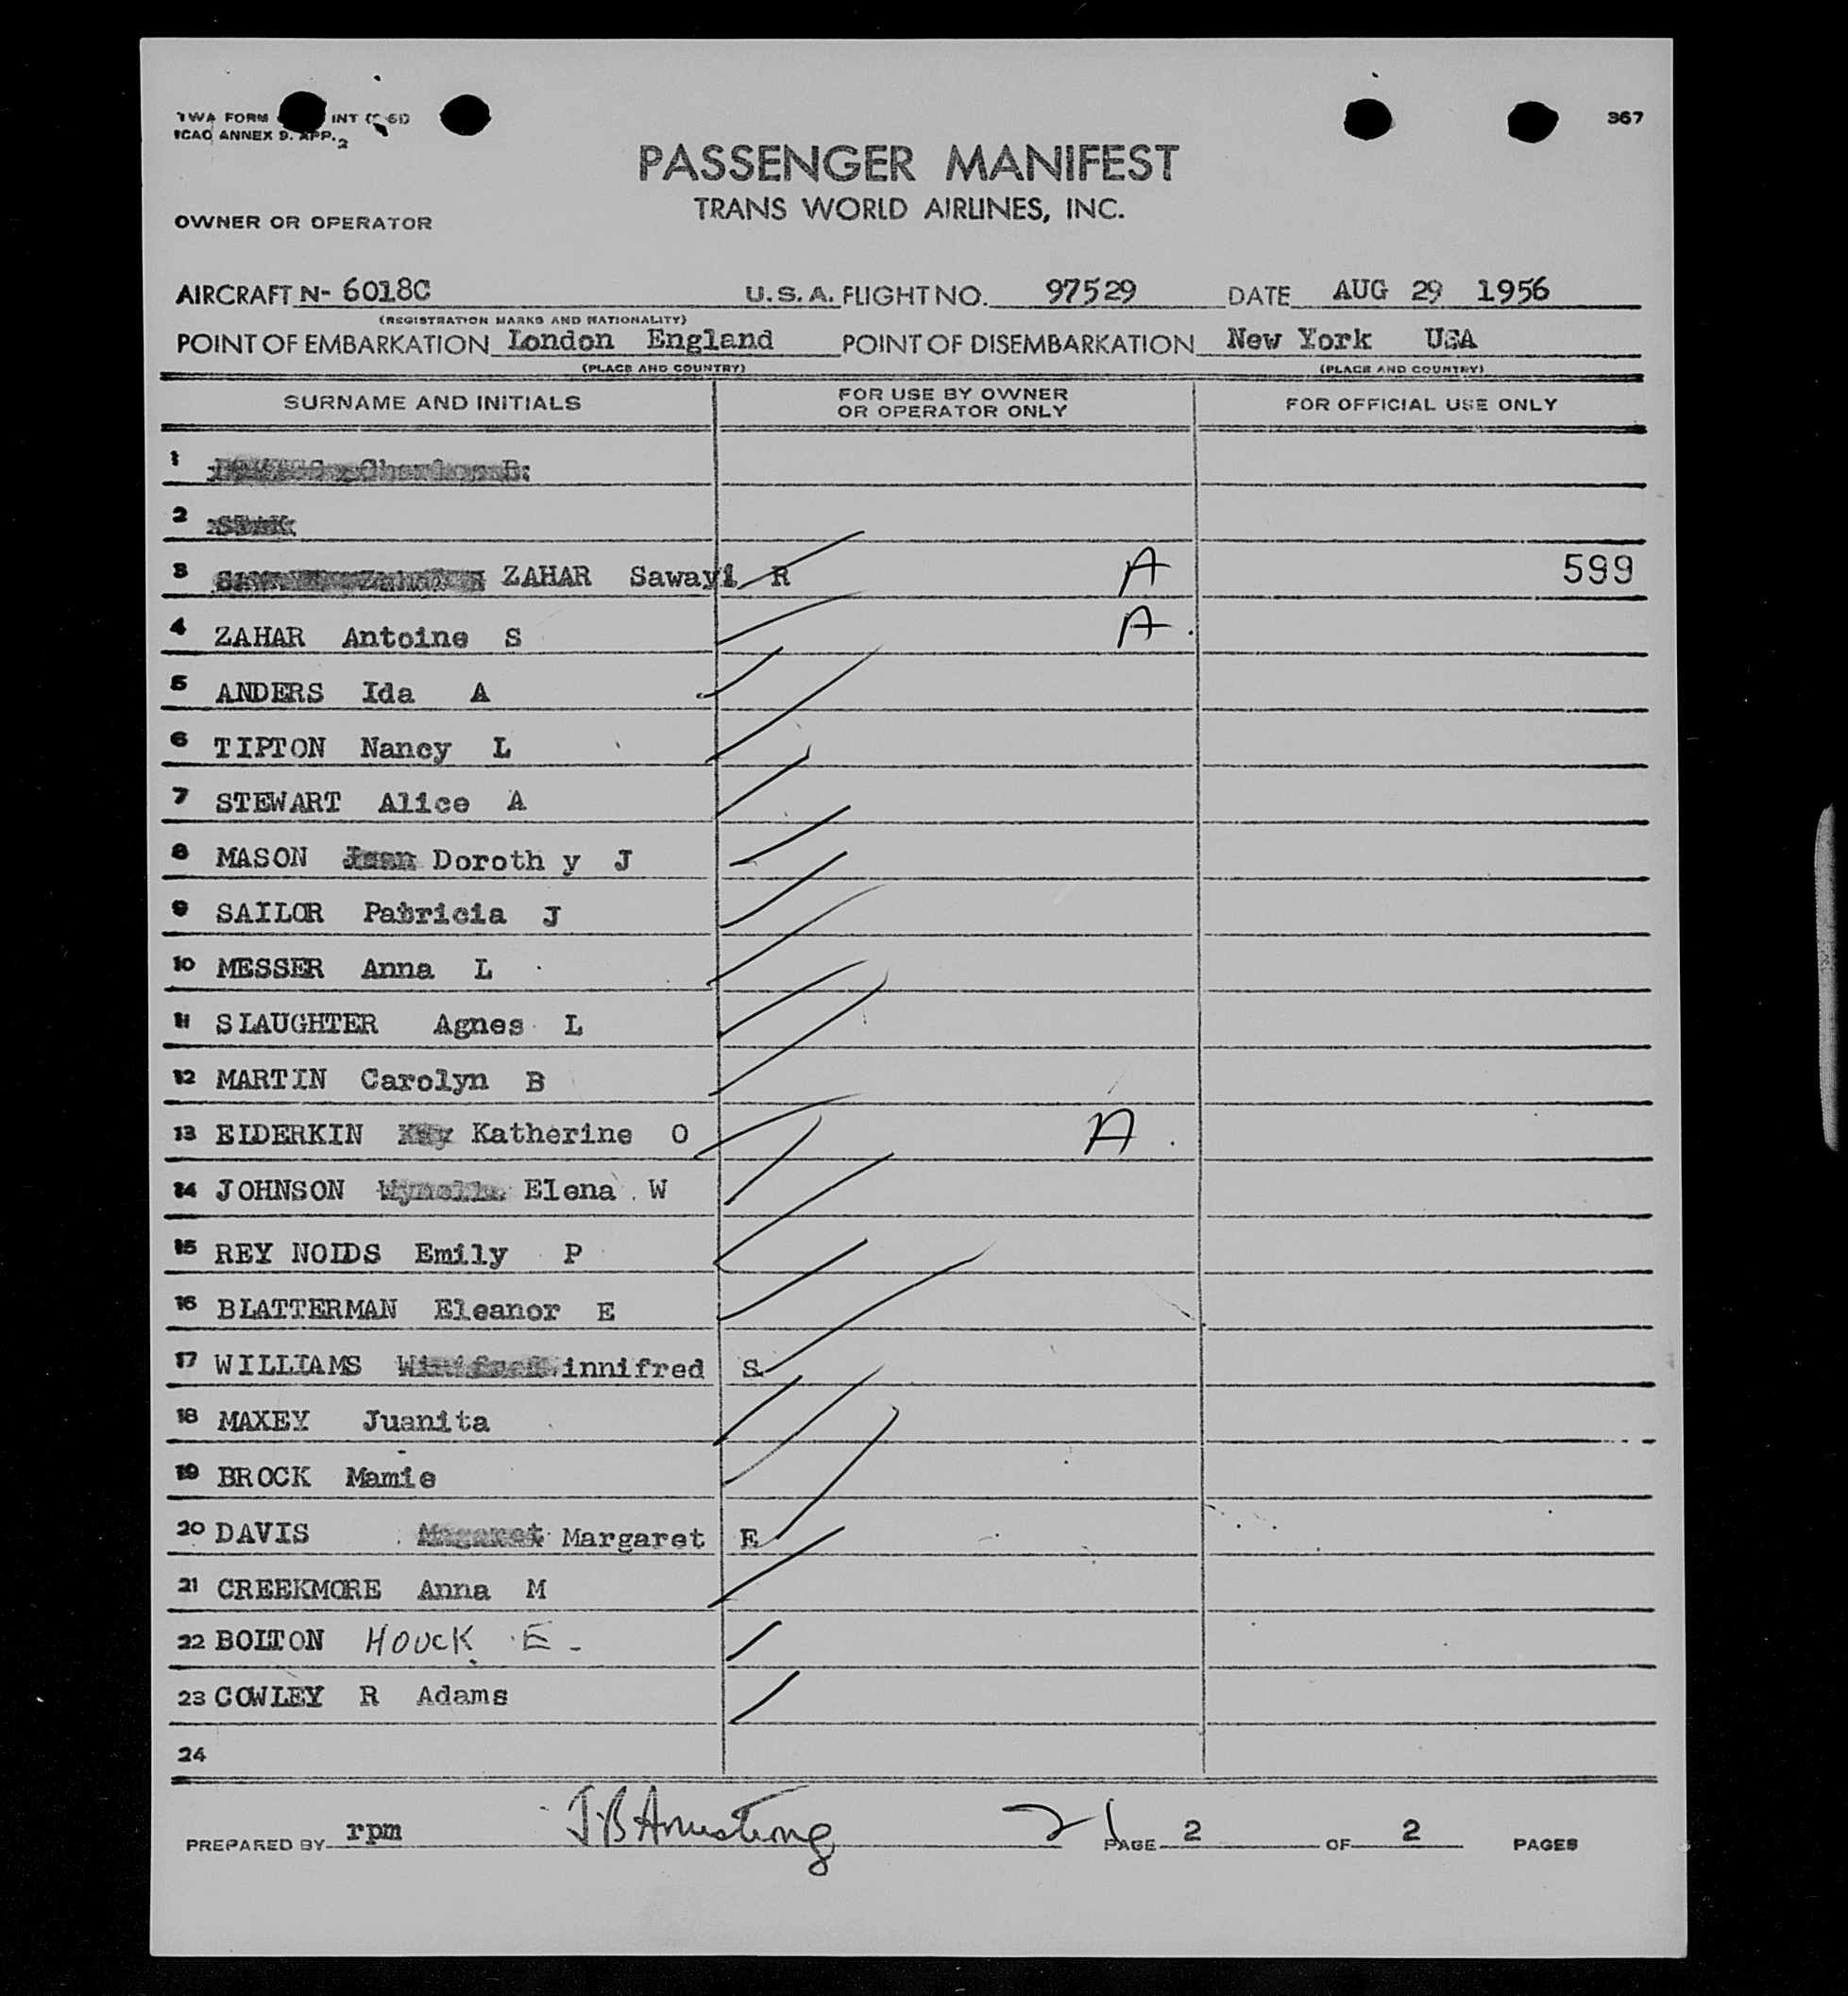 TWA FORM INT
367
ICAO ANNEX 9. APP. 2
PASSENGER MANIFEST
TRANS WORLD AIRLINES, INC.
OWNER OR OPERATOR
AIRCRAFT N- 6018C U.S.A. FLIGHT NO. 97529 DATE AUG 29 1956
(REGISTRATION MARKS AND NATIONALITY)
POINT OF EMBARKATION London England POINT OF DISEMBARKATION New York USA
(PLACE AND COUNTRY) (PLACE AND COUNTRY)
SURNAME AND INITIALS FOR USE BY OWNER OR OPERATOR ONLY FOR OFFICIAL USE ONLY
1
2
3 ZAHAR Sawayi R A 599
4 ZAHAR Antoine S A
5 ANDERS Ida A
6 TIPTON Nancy L
7 STEWART Alice A
8 MASON Doroth y J
9 SAILOR Patricia J
10 MESSER Anna L
11 SLAUGHTER Agnes L
12 MARTIN Carolyn B
13 ELDERKIN Kay Katherine O A
14 JOHNSON Elena W
15 REY NOLDS Emily P
16 BLATTERMAN Eleanor E
17 WILLIAMS innifred S
18 MAXEY Juanita
19 BROCK Mamie
20 DAVIS Margaret E
21 CREEKMORE Anna M
22 BOLTON HOUCK E -
23 COWLEY R Adams
24
PREPARED BY rpm J B Armstrong 21 PAGE 2 OF 2 PAGES